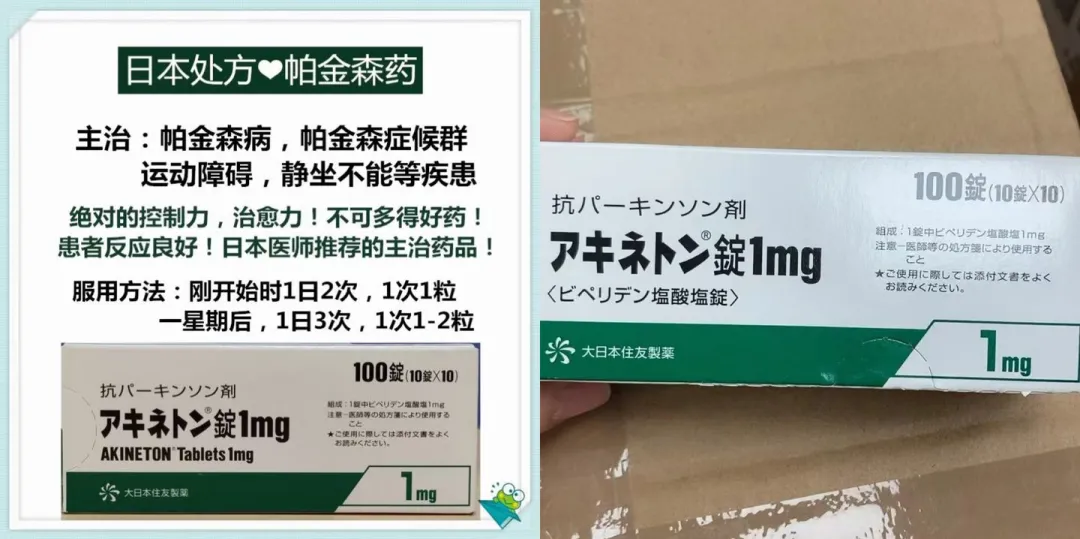 日本处方❤帕金森药
主治：帕金森病，帕金森症候群
运动障碍，静坐不能等疾患
绝对的控制力，治愈力！不可多得好药！
患者反应良好！日本医师推荐的主治药品！
服用方法：刚开始时1日2次，1次1粒
一星期后，1日3次，1次1-2粒
100錠(10錠×10)
抗パーキンソン剤
アキネトン®錠1mg
AKINETON® Tablets 1mg
組成：1錠中ビペリデン塩酸塩1mg
注意－医師等の処方箋により使用する
こと
★ご使用に際しては添付文書をよく
お読みください。
大日本住友製薬
1mg
100錠(10錠×10)
抗パーキンソン剤
アキネトン®錠1mg
〈ビペリデン塩酸塩錠〉
組成：1錠中ビペリデン塩酸塩1mg
注意－医師等の処方箋により使用する
こと
★ご使用に際しては添付文書をよく
お読みください。
大日本住友製薬
1mg